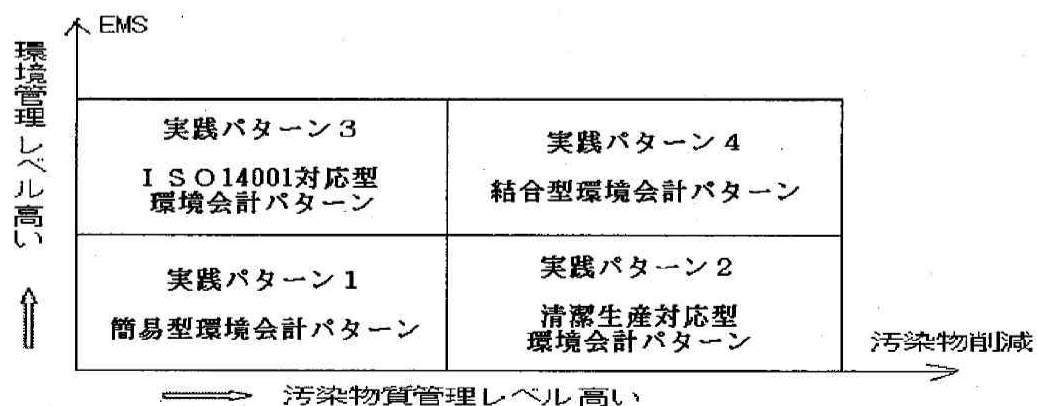 EMS
環境管理レベル高い
実践パターン3
ISO14001対応型
環境会計パターン
実践パターン4
結合型環境会計パターン
実践パターン1
簡易型環境会計パターン
実践パターン2
清潔生産対応型
環境会計パターン
汚染物削減
汚染物質管理レベル高い